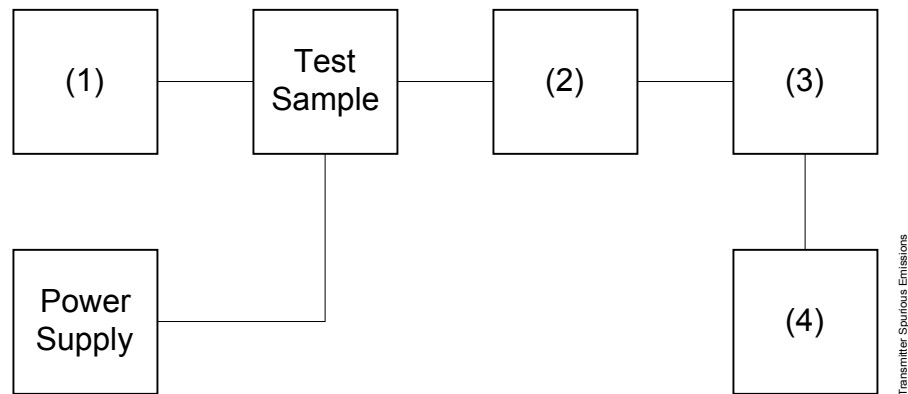 (1)
Test
Sample
(2)
(3)
Power
Supply
(4)
Transmitter Spurious Emissions